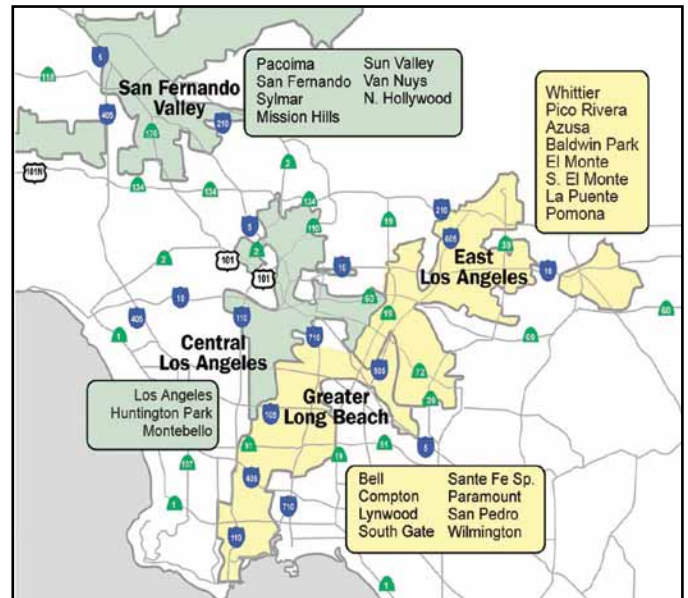 San Fernando
Valley
Pacoima
San Fernando
Sylmar
Mission Hills
Sun Valley
Van Nuys
N. Hollywood
Whittier
Pico Rivera
Azusa
Baldwin Park
El Monte
S. El Monte
La Puente
Pomona
East
Los Angeles
Central
Los Angeles
Los Angeles
Huntington Park
Montebello
Greater
Long Beach
Bell
Compton
Lynwood
South Gate
Sante Fe Sp.
Paramount
San Pedro
Wilmington
5
118
405
170
210
101N
134
134
2
134
5
110
19
210
2
101
101
605
39
10
10
2
10
60
405
1
110
710
19
60
605
72
105
39
91
19
91
5
107
405
1
710
110
1